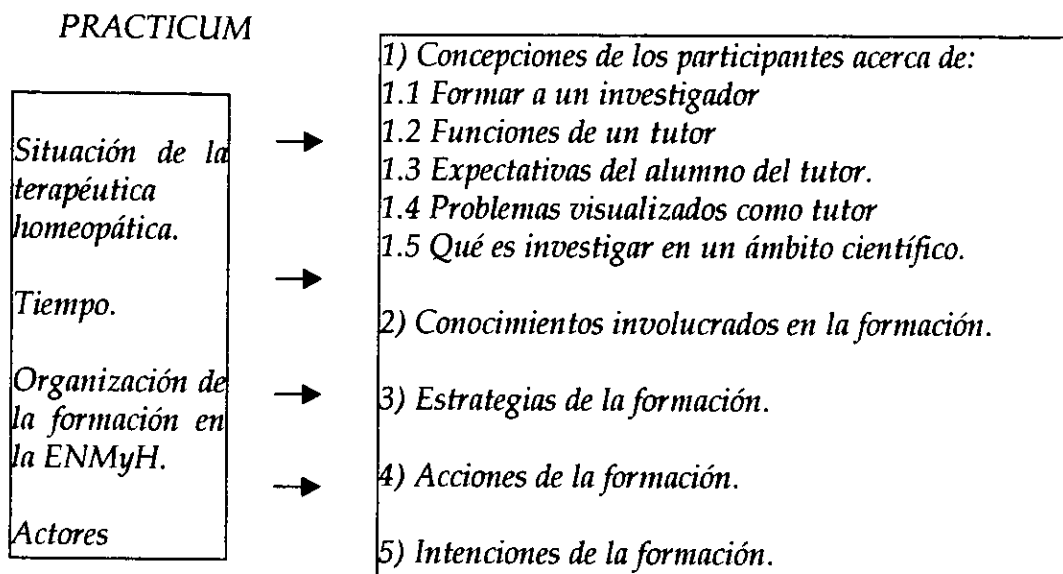 PRACTICUM
Situación de la
terapéutica
homeopática.
Tiempo.
Organización de
la formación en
la ENMyH.
Actores
1) Concepciones de los participantes acerca de:
1.1 Formar a un investigador
1.2 Funciones de un tutor
1.3 Expectativas del alumno del tutor.
1.4 Problemas visualizados como tutor
1.5 Qué es investigar en un ámbito científico.
2) Conocimientos involucrados en la formación.
3) Estrategias de la formación.
4) Acciones de la formación.
5) Intenciones de la formación.